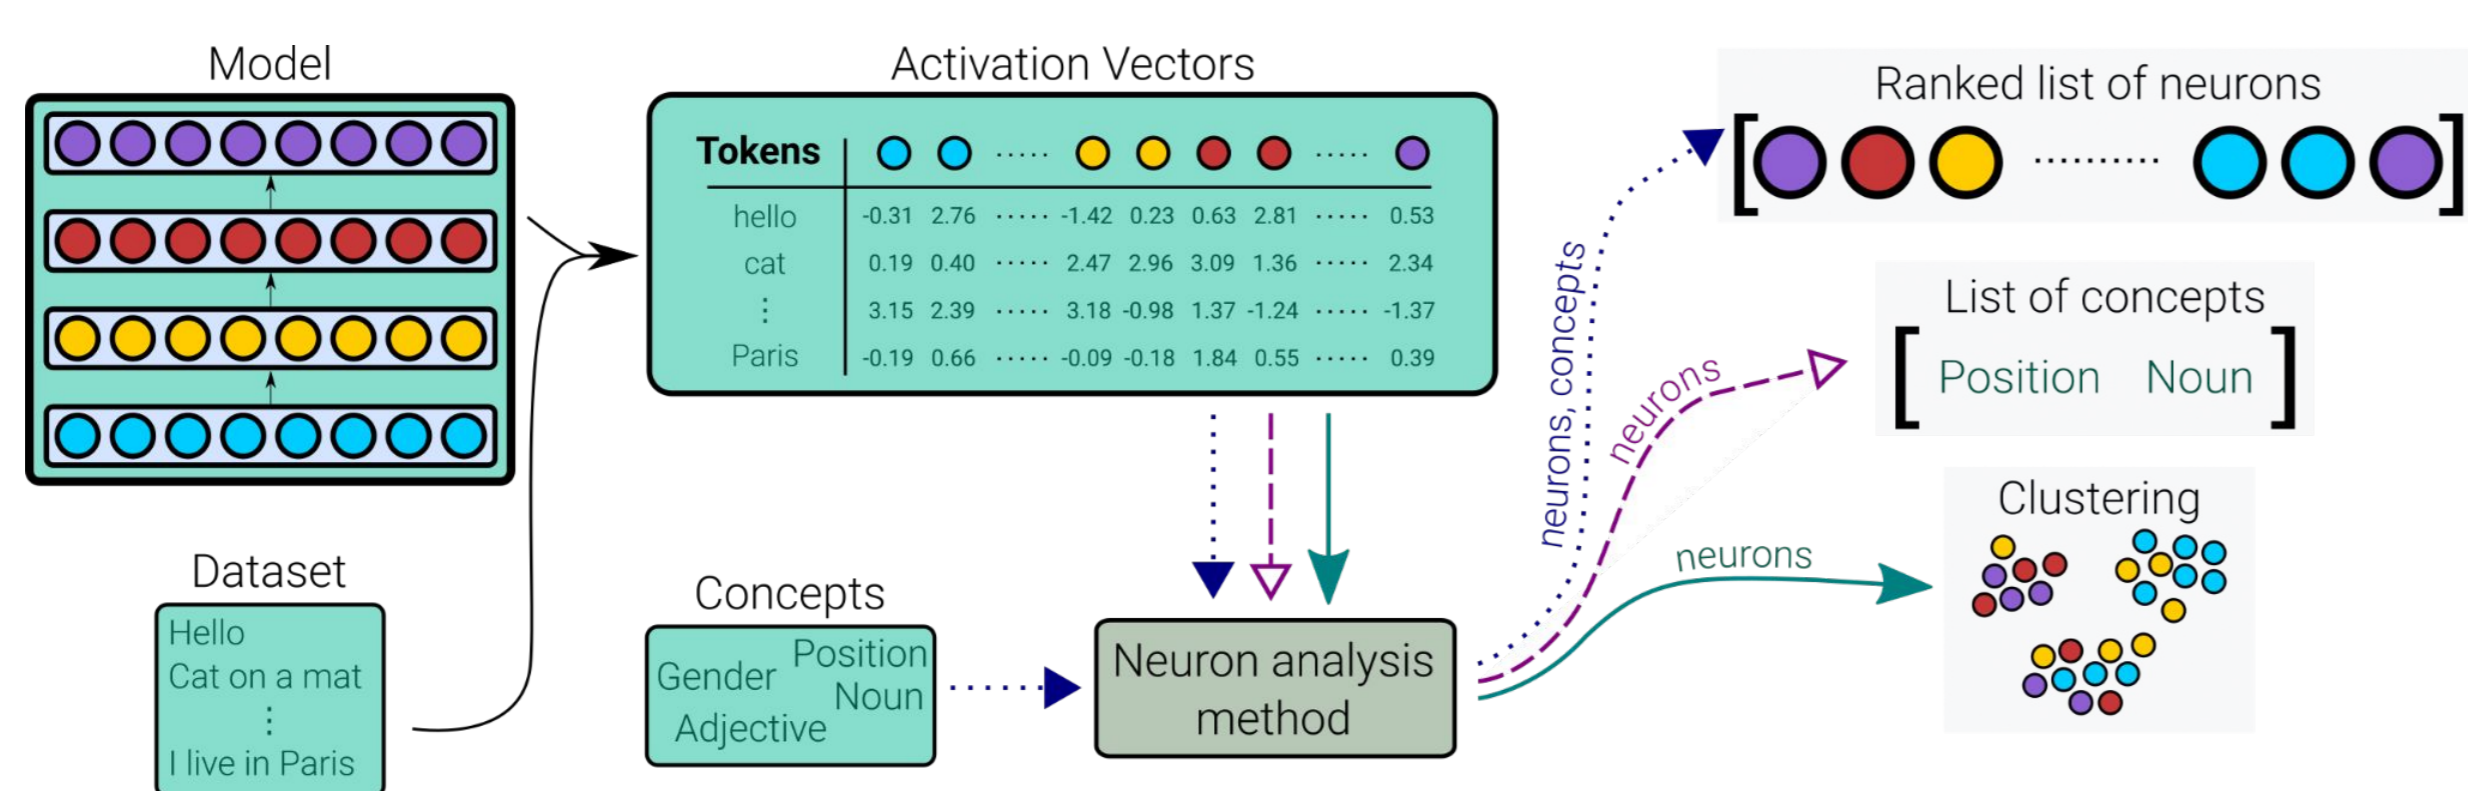 Model
Activation Vectors
Tokens
hello -0.31 2.76 ..... -1.42 0.23 0.63 2.81 ..... 0.53
cat 0.19 0.40 ..... 2.47 2.96 3.09 1.36 ..... 2.34
⋮ 3.15 2.39 ..... 3.18 -0.98 1.37 -1.24 ..... -1.37
Paris -0.19 0.66 ..... -0.09 -0.18 1.84 0.55 ..... 0.39
Dataset
Hello
Cat on a mat
⋮
I live in Paris
Concepts
Position
Gender
Noun
Adjective
Neuron analysis
method
neurons, concepts
neurons
neurons
Ranked list of neurons
[ .......... ]
List of concepts
[ Position Noun ]
Clustering